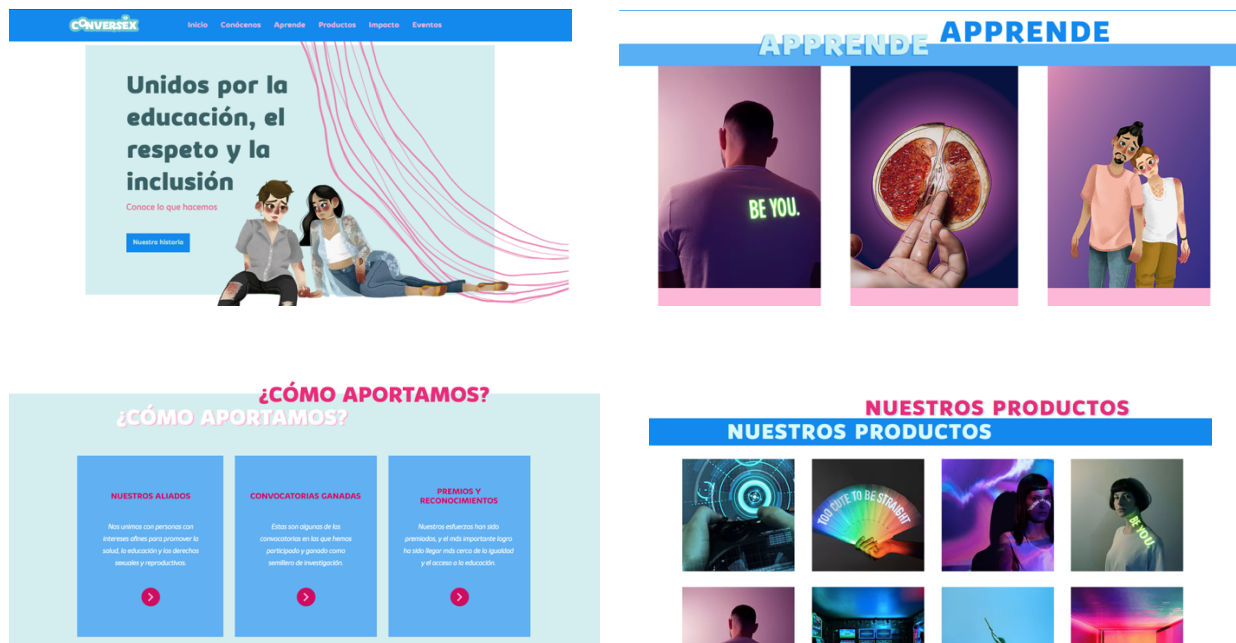 CONVERSEX
Inicio Conócenos Aprende Productos Impacto Eventos
Unidos por la
educación, el
respeto y la
inclusión
Conoce lo que hacemos
Nuestra historia
APPRENDE
APPRENDE
BE YOU.
¿CÓMO APORTAMOS?
¿CÓMO APORTAMOS?
NUESTROS ALIADOS
Nos unimos con personas con
intereses afines para promover la
salud, la educación y los derechos
sexuales y reproductivos.
CONVOCATORIAS GANADAS
Estas son algunas de las
convocatorias en las que hemos
participado y ganado como
semillero de investigación.
PREMIOS Y
RECONOCIMIENTOS
Nuestros esfuerzos han sido
premiados, y el más importante logro
ha sido llegar más cerca de la igualdad
y el acceso a la educación.
NUESTROS PRODUCTOS
NUESTROS PRODUCTOS
TOO CUTE TO BE STRAIGHT
BE YOU.